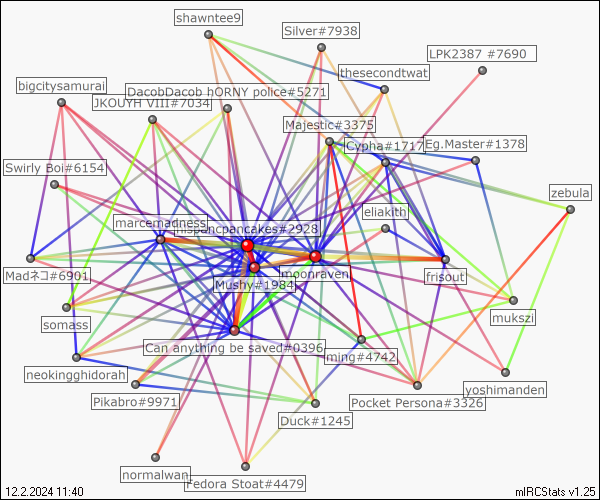 shawntee9
Silver#7938
LPK2387 #7690
thesecondtwat
bigcitysamurai
DacobDacob hORNY police#5271
JKOUYH VIII#7034
Majestic#3375
Cypha#1717
Eg.Master#1378
Swirly Boi#6154
zebula
eliakith
marcemadness
hispancpancakes#2928
Madネコ#6901
moonraven
frisout
Mushy#1984
mukszi
somass
Can anything be saved#0396
ming#4742
neokingghidorah
yoshimanden
Pikabro#9971
Pocket Persona#3326
Duck#1245
normalwan
Fedora Stoat#4479
12.2.2024 11:40
mIRCStats v1.25